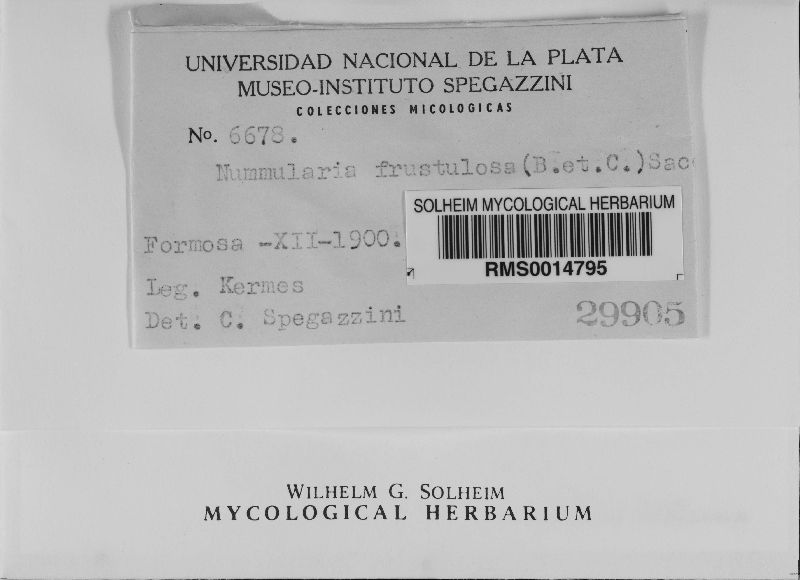 UNIVERSIDAD NACIONAL DE LA PLATA
MUSEO-INSTITUTO SPEGAZZINI
COLECCIONES MICOLOGICAS
No. 6678.
Nummularia frustulosa(B.et.C.)Sacc
SOLHEIM MYCOLOGICAL HERBARIUM
RMS0014795
Formosa -XII-1900.
Leg. Kermes
Det. C. Spegazzini
29905
WILHELM G. SOLHEIM
MYCOLOGICAL HERBARIUM